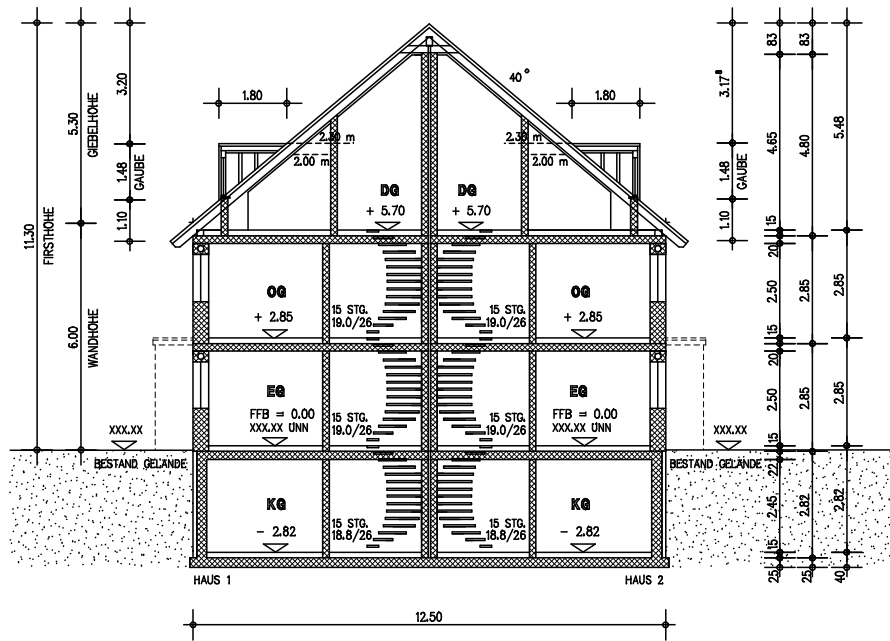 11.30
FIRSTHÖHE
5.30
GIEBELHÖHE
6.00
WANDHÖHE
3.20
1.48
GAUBE
1.10
1.80
40°
1.80
2.30 m
2.00 m
2.30 m
2.00 m
DG
+ 5.70
DG
+ 5.70
OG
+ 2.85
15 STG.
19.0/26
15 STG.
19.0/26
OG
+ 2.85
EG
FFB = 0.00
XXX.XX ÜNN
15 STG.
19.0/26
15 STG.
19.0/26
EG
FFB = 0.00
XXX.XX ÜNN
XXX.XX
BESTAND GELÄNDE
XXX.XX
BESTAND GELÄNDE
KG
- 2.82
15 STG.
18.8/26
15 STG.
18.8/26
KG
- 2.82
HAUS 1
HAUS 2
12.50
3.17⁸
1.48
GAUBE
1.10
83
4.65
15
20
2.50
15
20
2.50
15
22
2.45
15
25
83
4.80
2.85
2.85
2.82
25
5.48
2.85
2.85
2.82
40